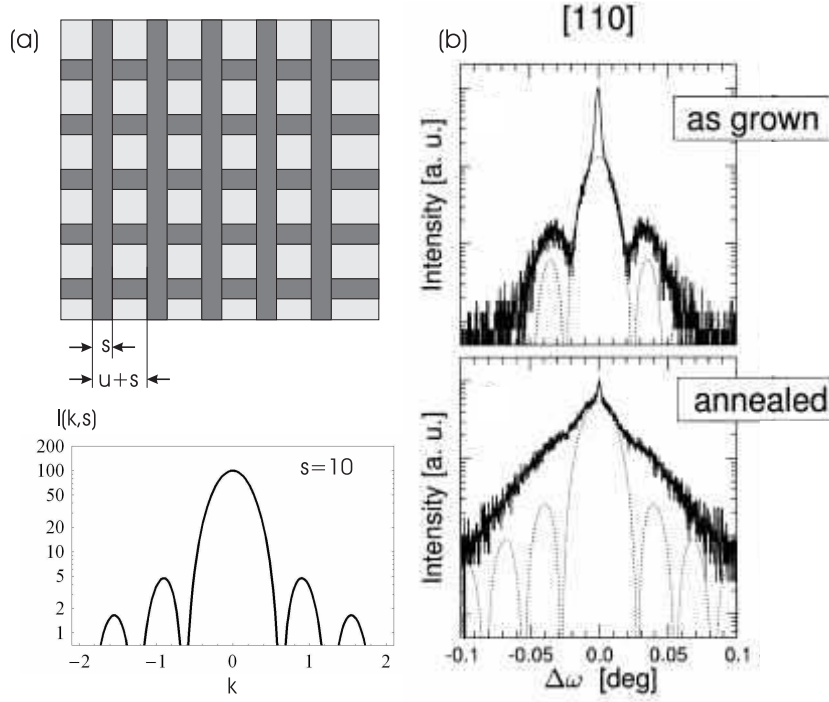 (a)
s
u+s
I(k,s)
200
100
50
20
10
5
2
1
s=10
−2
−1
0
1
2
k
(b)
[110]
as grown
Intensity [a. u.]
annealed
Intensity [a. u.]
-0.1
-0.05
0.0
0.05
0.1
Δω [deg]